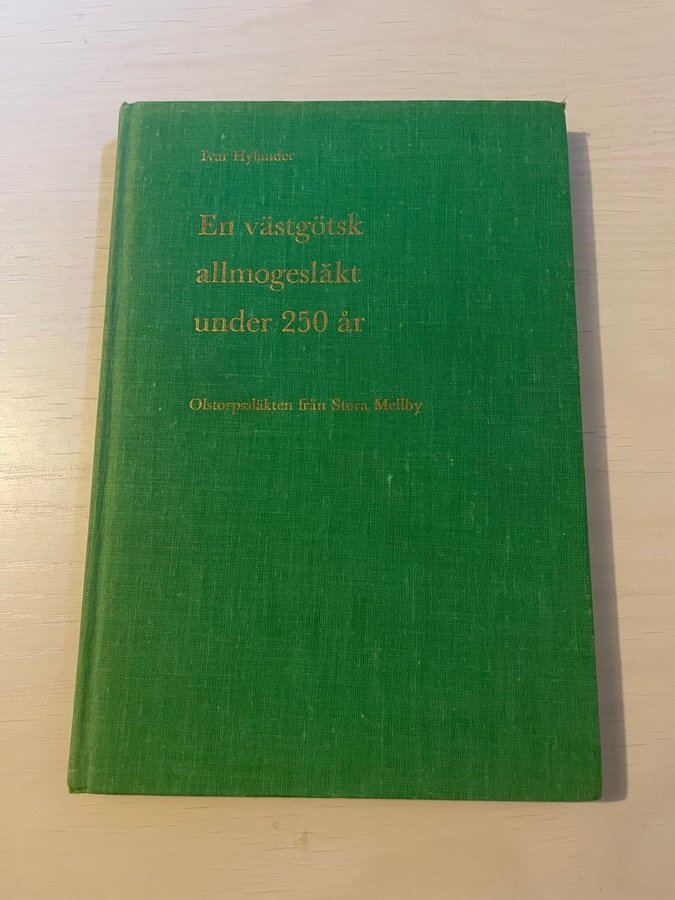 Ivar Hylander
En västgötsk
allmogesläkt
under 250 år
Olstorpssläkten från Stora Mellby